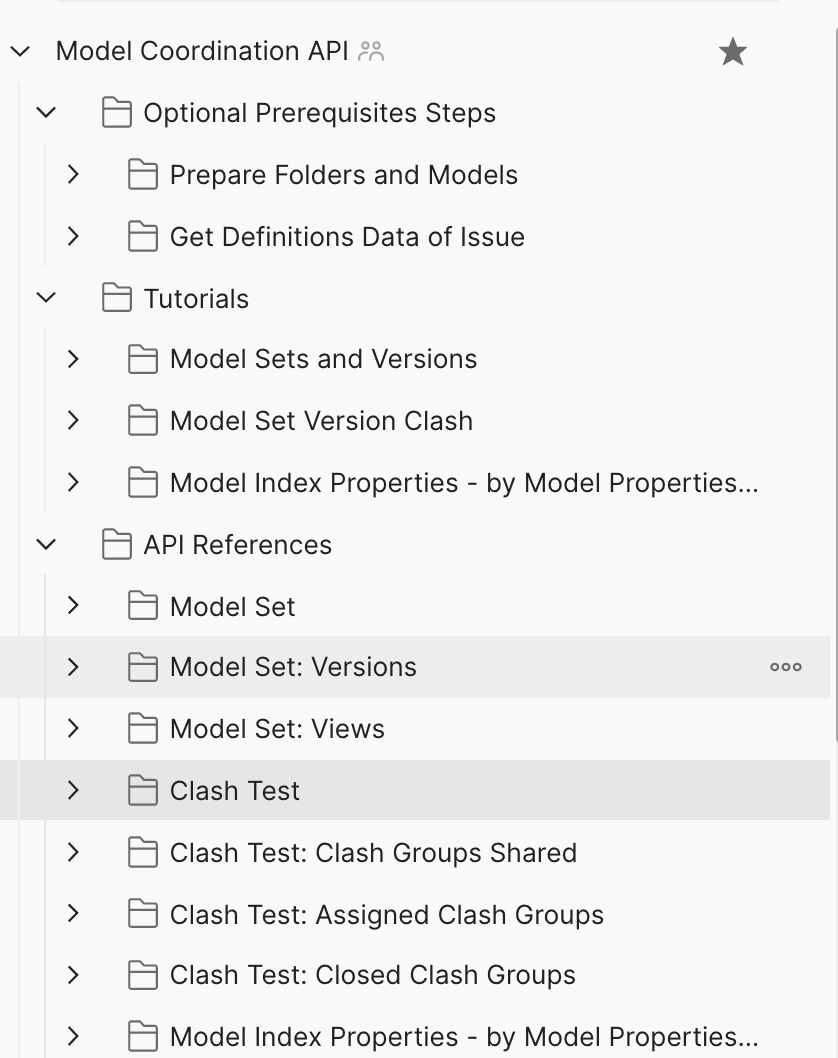 Model Coordination API
Optional Prerequisites Steps
Prepare Folders and Models
Get Definitions Data of Issue
Tutorials
Model Sets and Versions
Model Set Version Clash
Model Index Properties - by Model Properties...
API References
Model Set
Model Set: Versions
Model Set: Views
Clash Test
Clash Test: Clash Groups Shared
Clash Test: Assigned Clash Groups
Clash Test: Closed Clash Groups
Model Index Properties - by Model Properties...